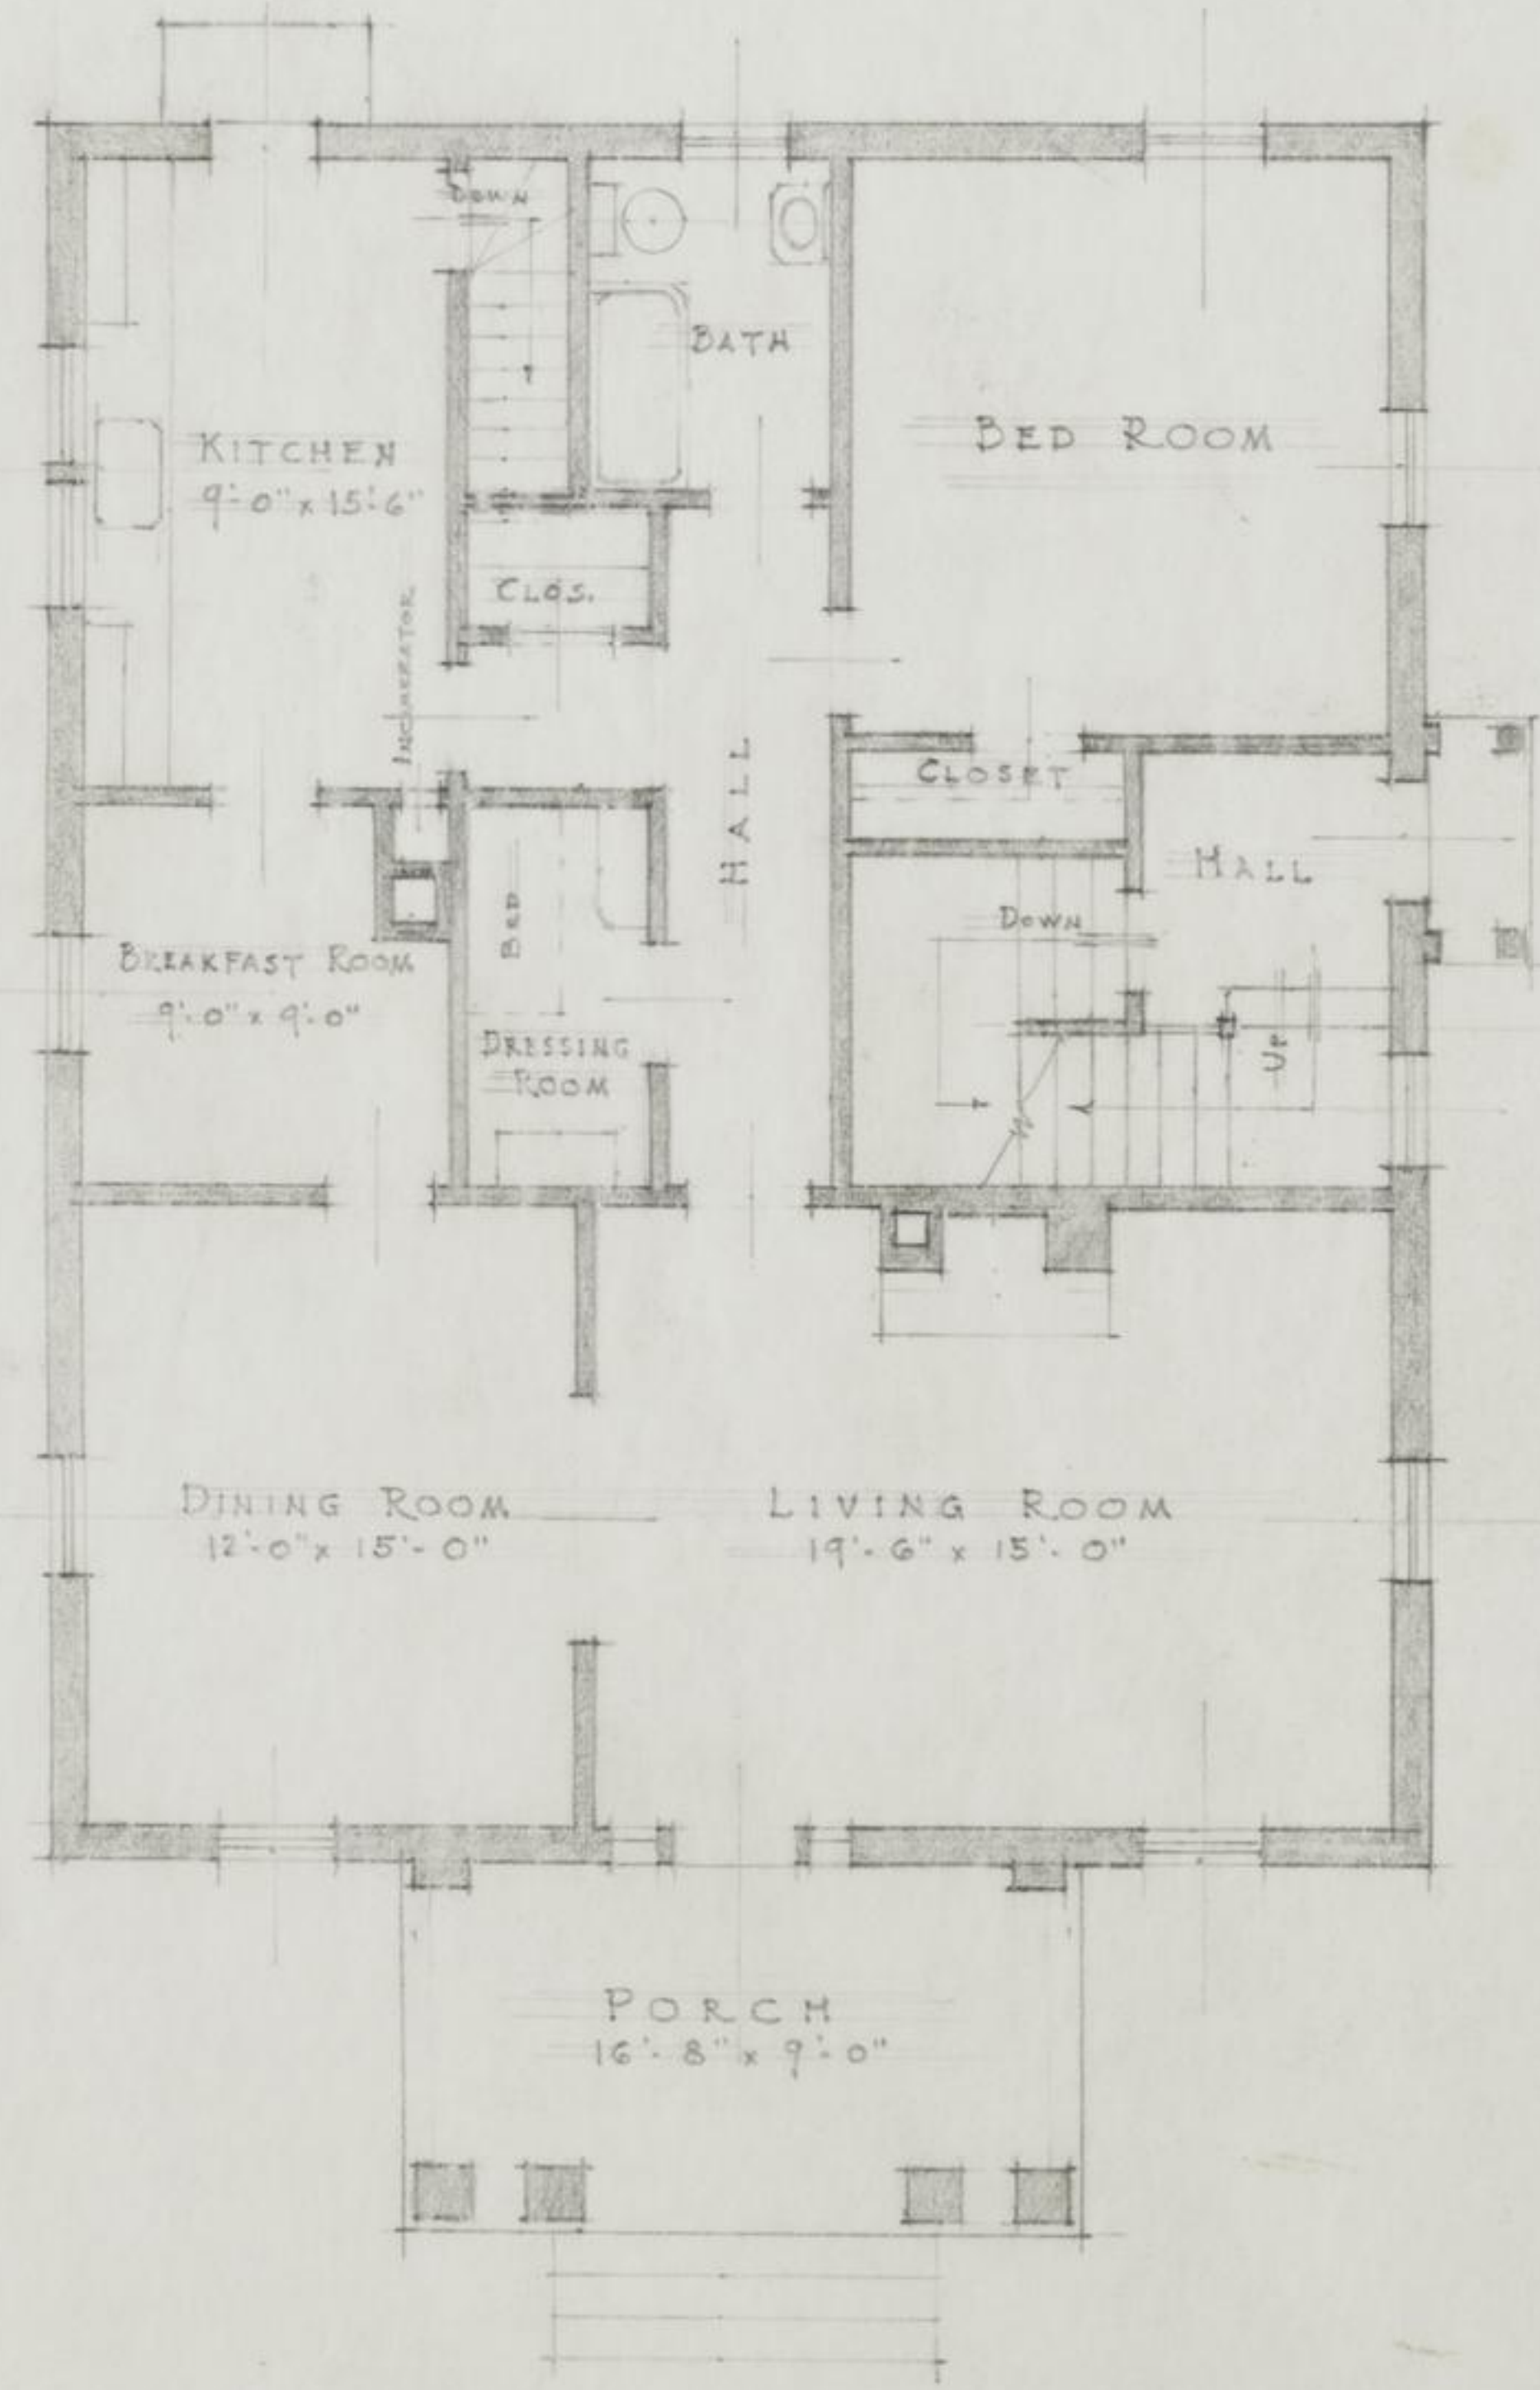 DOWN
BATH
KITCHEN
9'-0" x 15'-6"
BED ROOM
CLOS.
INCINERATOR
HALL
CLOSET
HALL
DOWN
BED
BREAKFAST ROOM
9'-0" x 9'-0"
DRESSING
ROOM
UP
DINING ROOM
12'-0" x 15'-0"
LIVING ROOM
19'-6" x 15'-0"
PORCH
16'-8" x 9'-0"